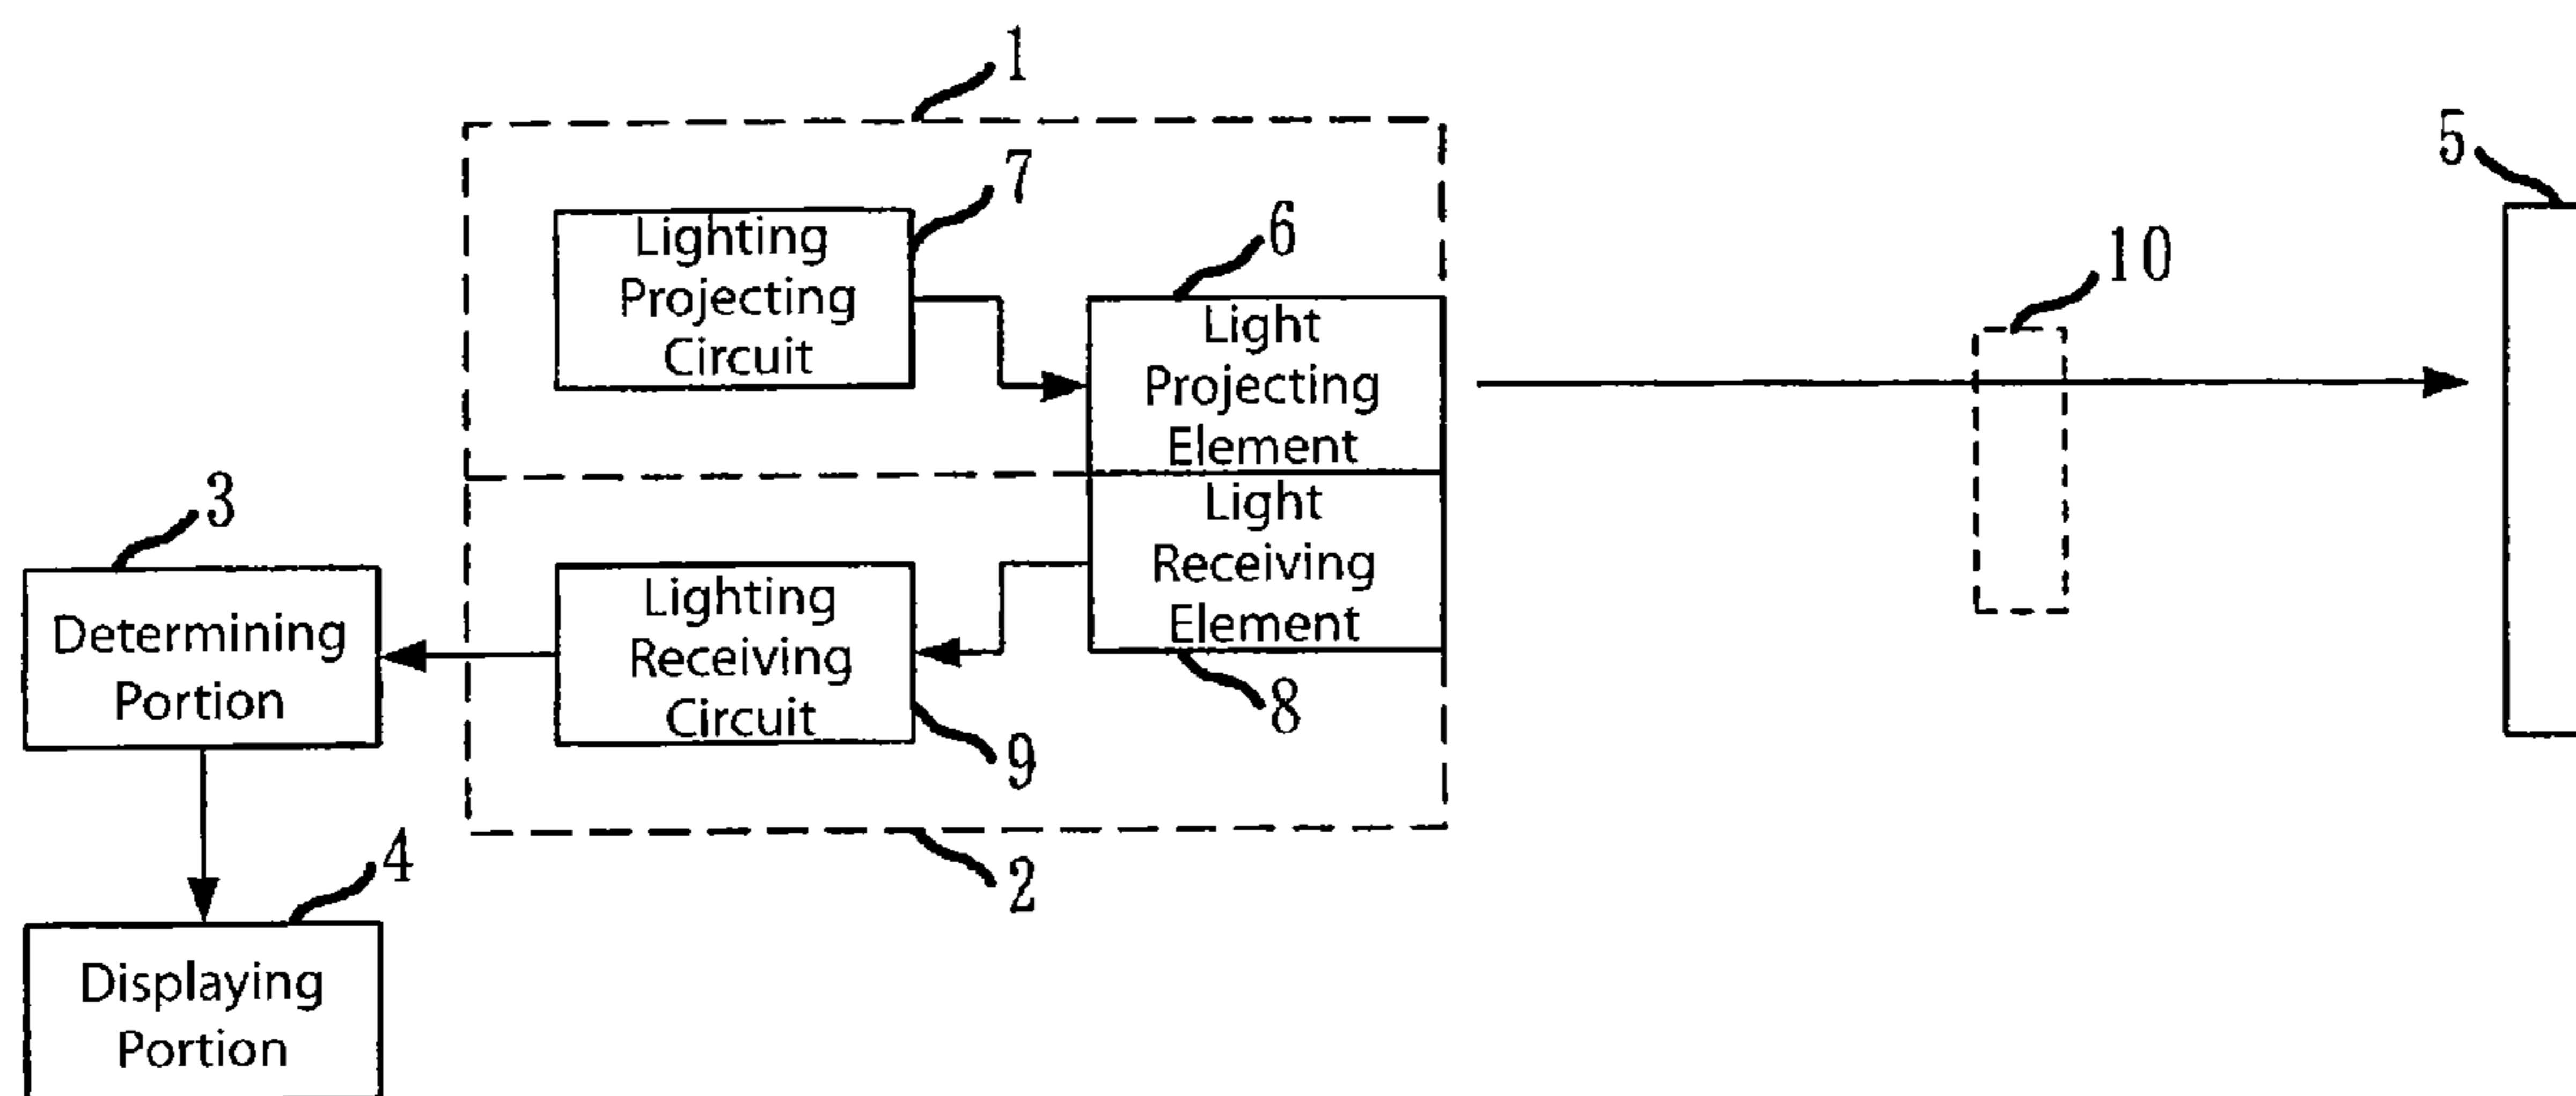 1
7
Lighting
Projecting
Circuit
6
Light
Projecting
Element
10
5
3
Determining
Portion
Lighting
Receiving
Circuit
9
Light
Receiving
Element
8
2
4
Displaying
Portion